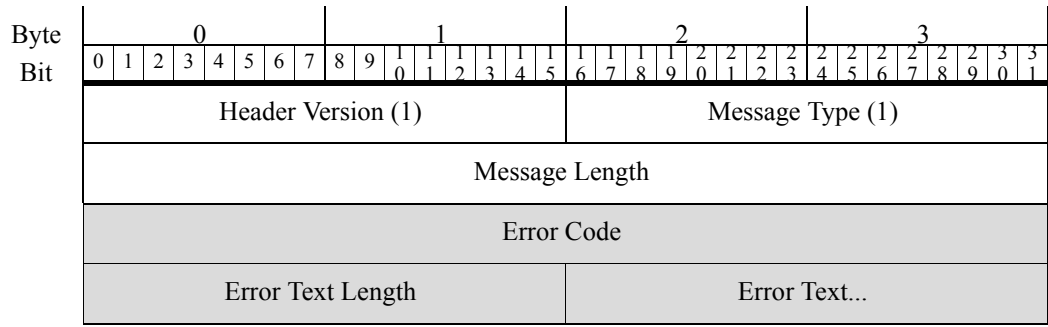 Byte 0 1 2 3
Bit 0 1 2 3 4 5 6 7 8 9 10 11 12 13 14 15 16 17 18 19 20 21 22 23 24 25 26 27 28 29 30 31
Header Version (1) Message Type (1)
Message Length
Error Code
Error Text Length Error Text...